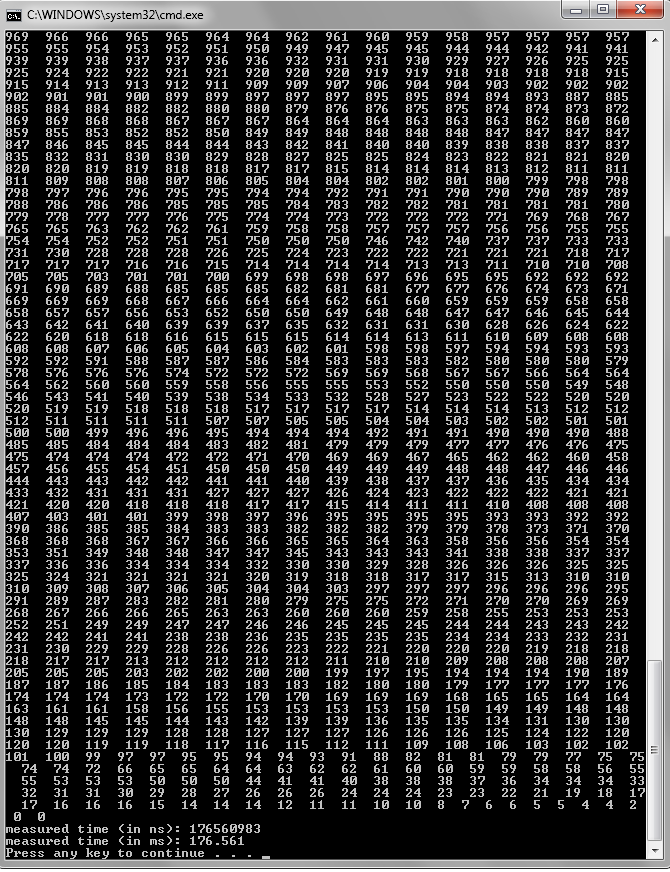 C:\WINDOWS\system32\cmd.exe
969 966 966 965 965 964 964 962 961 960 959 958 957 957 957 957
955 955 954 953 952 951 950 949 947 947 945 944 944 942 941 941
939 939 938 937 937 936 936 932 931 931 930 929 927 926 925 925
925 924 922 922 921 921 920 920 920 919 919 918 918 918 918 915
915 914 913 913 912 911 909 909 907 906 904 904 903 902 902 902
902 901 901 900 899 899 897 897 897 895 895 894 894 893 887 885
885 884 884 882 882 880 880 879 876 876 875 875 874 874 873 872
869 869 868 868 867 867 867 864 864 864 863 863 863 862 860 860
859 855 853 852 852 850 849 849 848 848 848 848 847 847 847 847
847 846 845 845 844 844 843 842 841 840 840 839 838 838 837 837
835 832 831 830 830 829 828 827 825 825 824 823 822 821 821 820
820 820 819 819 818 818 817 817 815 814 814 814 813 812 811 811
811 809 808 808 807 806 805 804 804 802 802 801 800 799 798 798
798 797 796 796 795 795 794 794 792 791 791 790 790 790 789 789
788 786 786 786 785 785 784 783 782 782 782 781 781 781 781 780
779 778 777 777 776 775 774 774 773 772 772 772 771 769 768 767
765 765 763 762 762 761 759 758 758 757 757 757 756 756 755 755
754 754 752 752 751 751 750 750 750 746 742 740 737 737 733 733
731 730 728 728 728 726 725 724 723 722 722 721 721 721 718 717
717 717 717 716 716 715 714 714 714 714 713 713 711 710 710 708
705 705 703 701 701 700 699 698 698 697 696 695 695 692 692 692
691 690 689 688 685 685 685 682 681 681 677 677 676 674 673 671
669 669 669 668 667 666 664 664 662 661 660 659 659 659 658 658
658 657 657 656 653 652 650 650 649 648 648 647 647 646 645 644
643 642 641 640 639 639 637 635 632 631 631 630 628 626 624 622
622 620 618 618 616 615 615 615 614 614 613 611 610 609 608 608
608 608 607 606 605 604 603 602 601 598 598 597 594 594 593 593
592 592 591 588 587 587 586 584 583 583 583 582 580 580 580 579
578 576 576 576 574 572 572 572 569 569 568 568 567 566 564 564
564 562 560 560 559 558 556 555 555 553 552 550 550 550 549 548
546 543 541 540 539 538 534 533 532 528 527 523 522 522 520 520
520 519 519 518 518 518 517 517 517 517 514 514 514 513 512 512
512 511 511 511 511 507 507 505 505 504 504 503 502 502 501 501
500 500 499 496 496 495 494 494 494 492 491 491 490 490 490 488
485 485 484 484 484 483 482 481 479 479 479 477 477 476 476 475
475 474 474 474 472 472 471 470 469 469 467 465 462 462 460 458
457 456 455 454 451 450 450 450 449 449 449 448 448 447 446 446
444 443 443 442 442 441 441 440 439 438 437 437 436 435 434 434
433 432 431 431 431 427 427 427 426 424 423 422 422 422 421 421
421 420 420 418 418 418 417 417 415 414 411 411 410 408 408 408
407 403 401 401 399 398 397 396 395 395 395 395 393 393 392 392
390 386 385 385 384 383 333 382 382 382 379 379 378 373 371 370
368 368 368 367 367 366 366 365 365 364 363 358 356 356 354 354
353 351 349 348 348 347 347 345 343 343 343 341 338 338 337 337
337 336 336 334 334 334 332 330 330 329 328 326 326 326 325 325
325 324 321 321 321 321 320 319 318 318 317 317 315 313 310 310
310 309 308 307 306 305 304 304 303 297 297 297 296 296 296 295
291 289 287 283 282 281 280 279 275 275 272 271 270 270 269 269
268 267 266 266 265 263 263 260 260 260 259 258 255 253 253 253
252 251 249 249 247 247 246 246 245 245 245 244 244 243 243 242
242 242 241 241 238 238 236 235 235 235 235 234 234 233 232 231
231 230 229 229 228 226 226 223 222 221 220 220 220 219 218 218
218 217 217 213 212 212 212 212 211 210 210 209 208 208 208 207
205 205 205 203 202 202 202 200 200 199 197 195 194 194 194 190 189
187 187 186 185 184 183 183 183 182 180 180 179 177 177 177 176
174 174 174 173 172 172 170 170 169 169 169 168 165 165 164 164
163 161 161 158 156 155 155 153 153 153 153 150 150 149 149 148 148
148 148 145 144 143 142 139 139 139 136 135 135 134 131 130 130
130 129 129 129 128 128 127 126 126 126 125 125 125 124 122 120
120 120 119 119 118 117 116 115 112 111 109 108 106 103 102 102
101 100 99 97 97 95 95 94 94 93 91 88 82 81 81 79 79 77 75 75
74 74 72 66 65 65 64 64 63 62 62 61 60 60 59 59 58 58 56 55
55 53 53 53 50 50 50 44 41 41 40 38 38 38 37 36 34 34 34 33
32 31 31 30 29 28 27 26 26 26 24 24 24 23 23 22 21 19 18 17
17 16 16 16 15 14 14 14 12 11 11 10 10 8 7 6 6 5 5 4 4 2
0 0
measured time (in ns): 176560983
measured time (in ms): 176.561
Press any key to continue . . . _